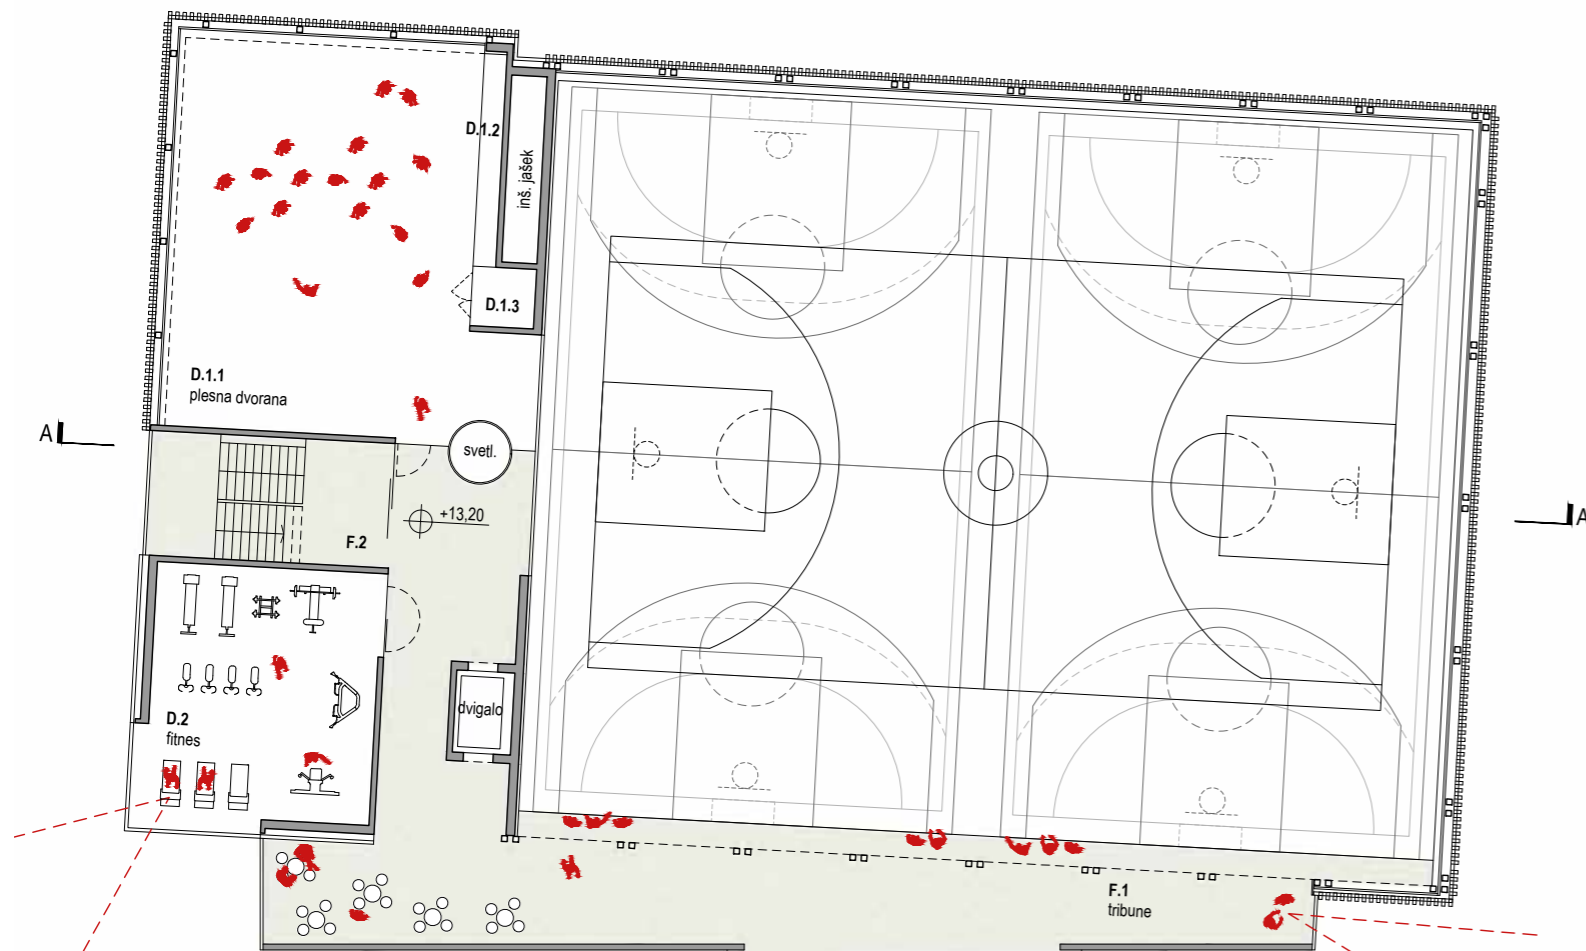 D.1.2
inš. jašek
D.1.3
D.1.1
plesna dvorana
A
svetl.
+13,20
F.2
A
dvigalo
D.2
fitnes
F.1
tribune